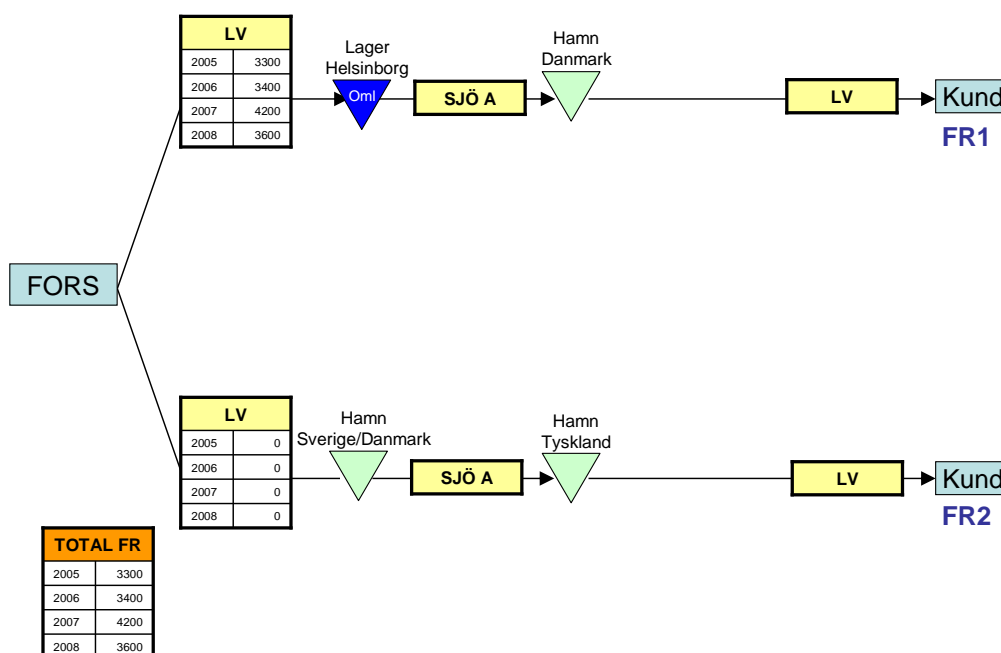 LV
2005 3300
2006 3400
2007 4200
2008 3600
Lager
Helsinborg
Oml
SJÖ A
Hamn
Danmark
LV
Kund
FR1
FORS
LV
2005 0
2006 0
2007 0
2008 0
Hamn
Sverige/Danmark
SJÖ A
Hamn
Tyskland
LV
Kund
FR2
TOTAL FR
2005 3300
2006 3400
2007 4200
2008 3600